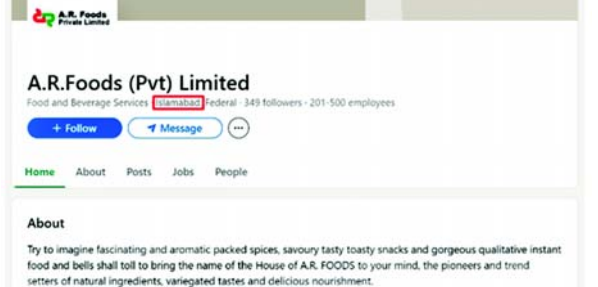 A.R. Foods
Private Limited
A.R.Foods (Pvt) Limited
Food and Beverage Services · Islamabad, Federal · 349 followers · 201-500 employees
+ Follow
Message
Home About Posts Jobs People
About
Try to imagine fascinating and aromatic packed spices, savoury tasty toasty snacks and gorgeous qualitative instant
food and bells shall toll to bring the name of the House of A.R. FOODS to your mind, the pioneers and trend
setters of natural ingredients, variegated tastes and delicious nourishment.